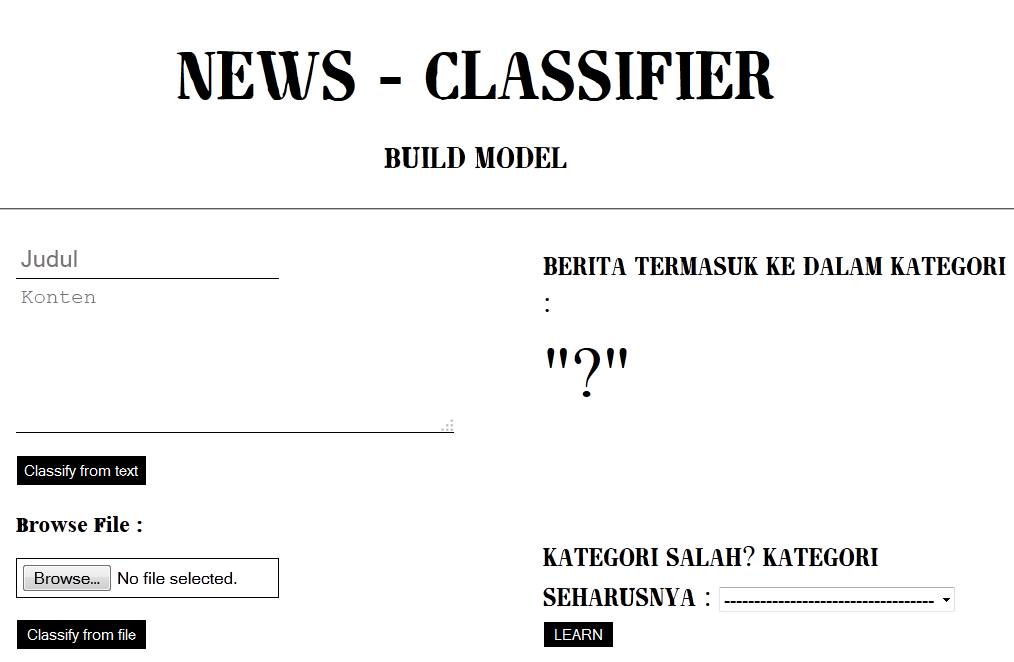 NEWS - CLASSIFIER
BUILD MODEL
Judul
Konten
Classify from text
Browse File :
Browse... No file selected.
Classify from file
BERITA TERMASUK KE DALAM KATEGORI
:
"?"
KATEGORI SALAH? KATEGORI
SEHARUSNYA : -----------------------------------
LEARN